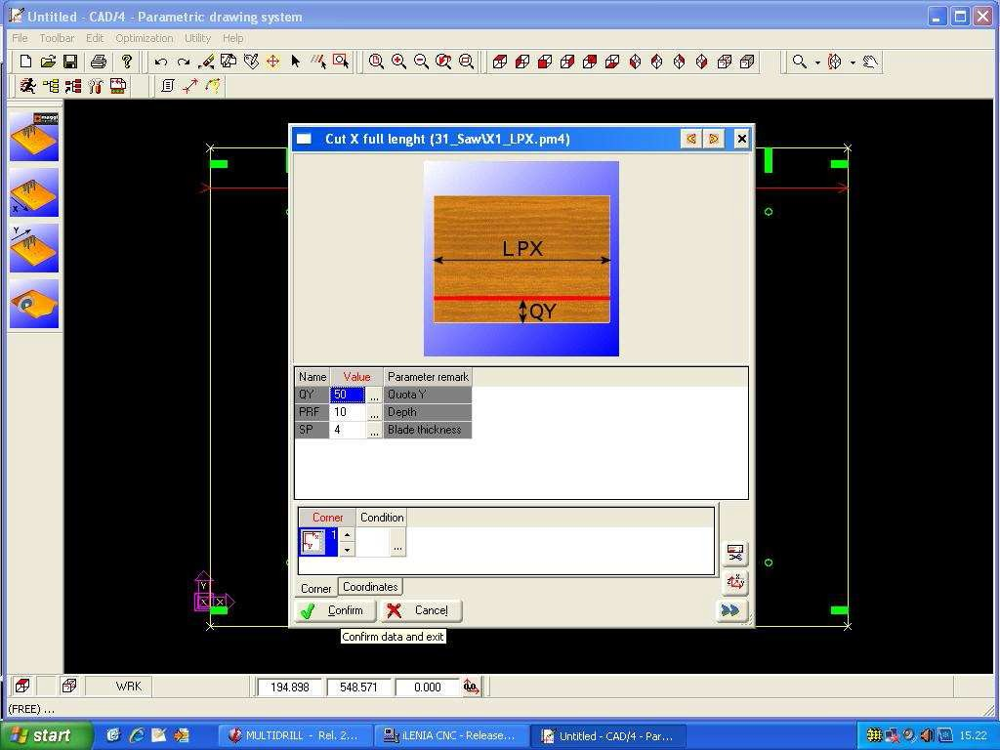 Untitled - CAD/4 - Parametric drawing system
File Toolbar Edit Optimization Utility Help
Cut X full lenght (31_Saw\X1_LPX.pm4)
X
Y
LPX
QY
Name Value Parameter remark
QY 50 ... Quota Y
PRF 10 ... Depth
SP 4 ... Blade thickness
Corner Condition
1 ...
Corner Coordinates
Confirm Cancel
Confirm data and exit
Y
X X
WRK 194.898 548.571 0.000
(FREE) ...
start MULTIDRILL - Rel. 2... iLENIA CNC - Release... Untitled - CAD/4 - Par... 15.22